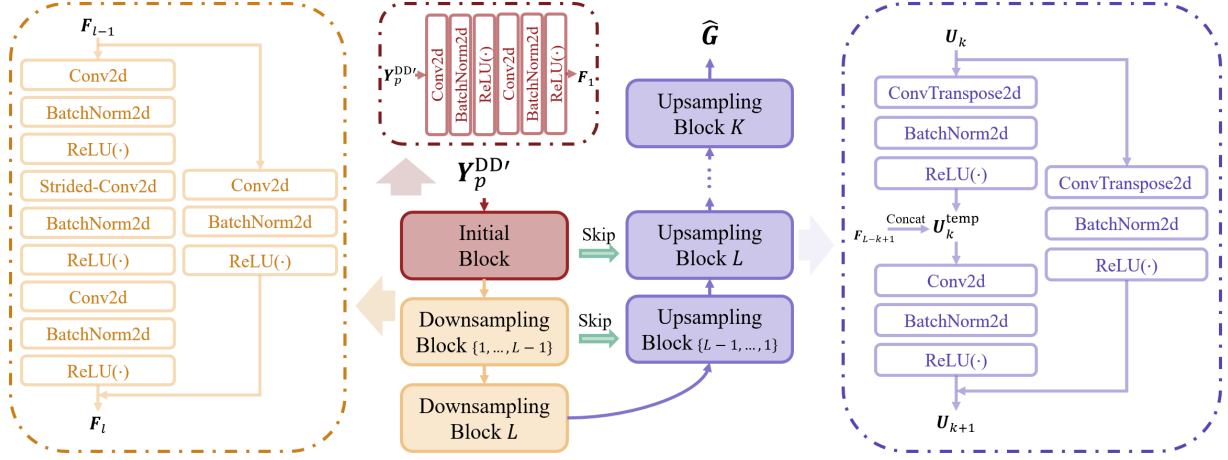 F_{l-1}
Conv2d
BatchNorm2d
ReLU(·)
Strided-Conv2d
BatchNorm2d
ReLU(·)
Conv2d
BatchNorm2d
ReLU(·)
F_l
Conv2d
BatchNorm2d
ReLU(·)
Y_p^{DD′}
Conv2d
BatchNorm2d
ReLU(·)
Conv2d
BatchNorm2d
ReLU(·)
F_1
Y_p^{DD′}
Initial
Block
Skip
Downsampling
Block {1, …, L − 1}
Skip
Downsampling
Block L
Ĝ
Upsampling
Block K
Upsampling
Block L
Upsampling
Block {L − 1, …, 1}
U_k
ConvTranspose2d
BatchNorm2d
ReLU(·)
F_{L-k+1}
Concat
U_k^{temp}
Conv2d
BatchNorm2d
ReLU(·)
U_{k+1}
ConvTranspose2d
BatchNorm2d
ReLU(·)